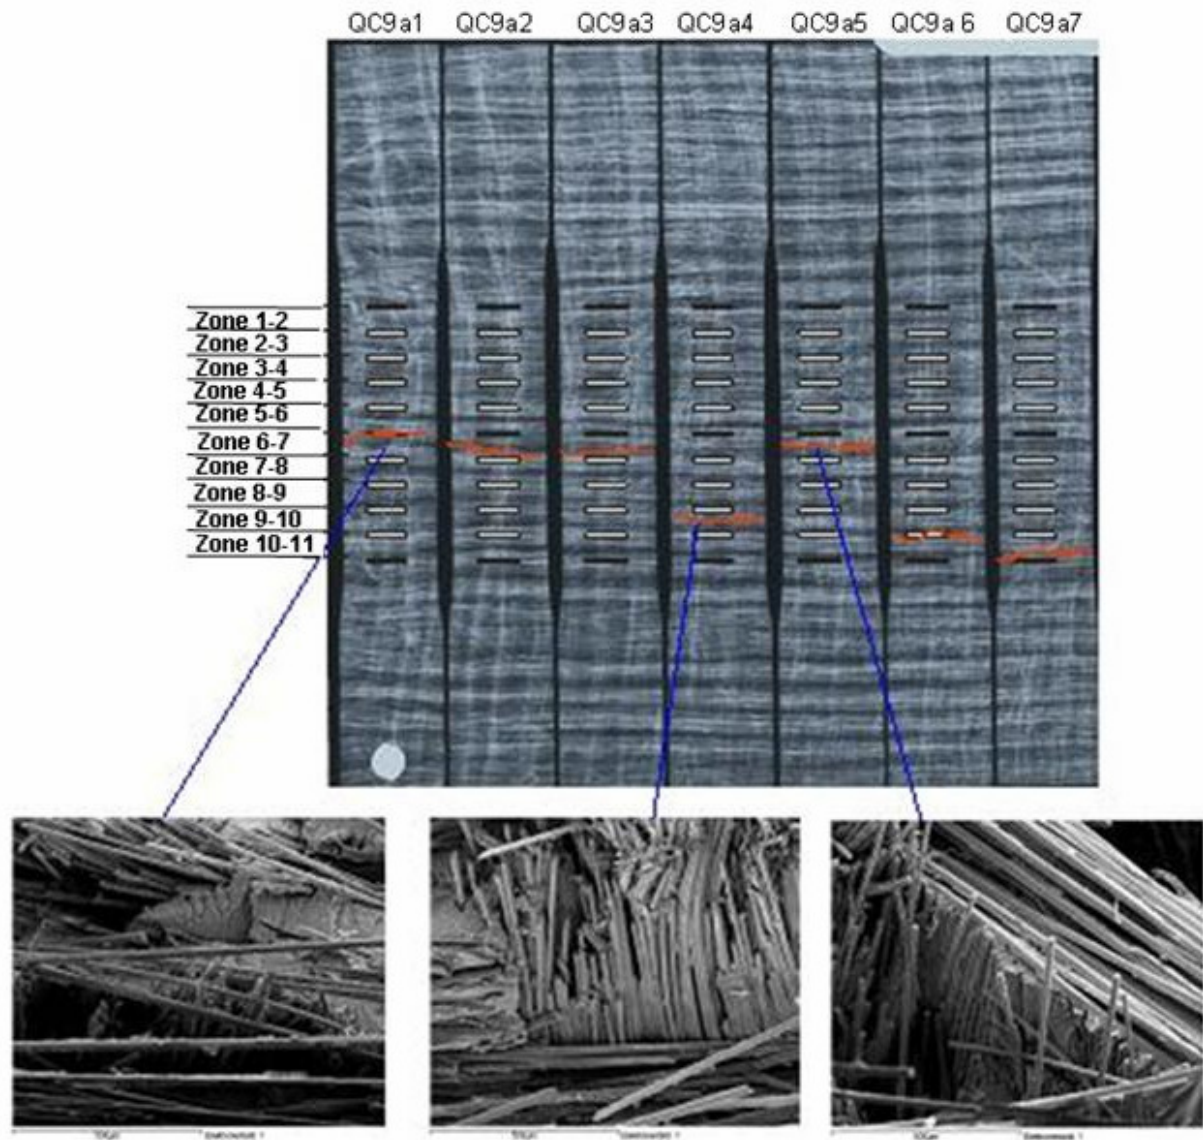 QC9a1 QC9a2 QC9a3 QC9a4 QC9a5 QC9a 6 QC9a7
Zone 1-2
Zone 2-3
Zone 3-4
Zone 4-5
Zone 5-6
Zone 6-7
Zone 7-8
Zone 8-9
Zone 9-10
Zone 10-11